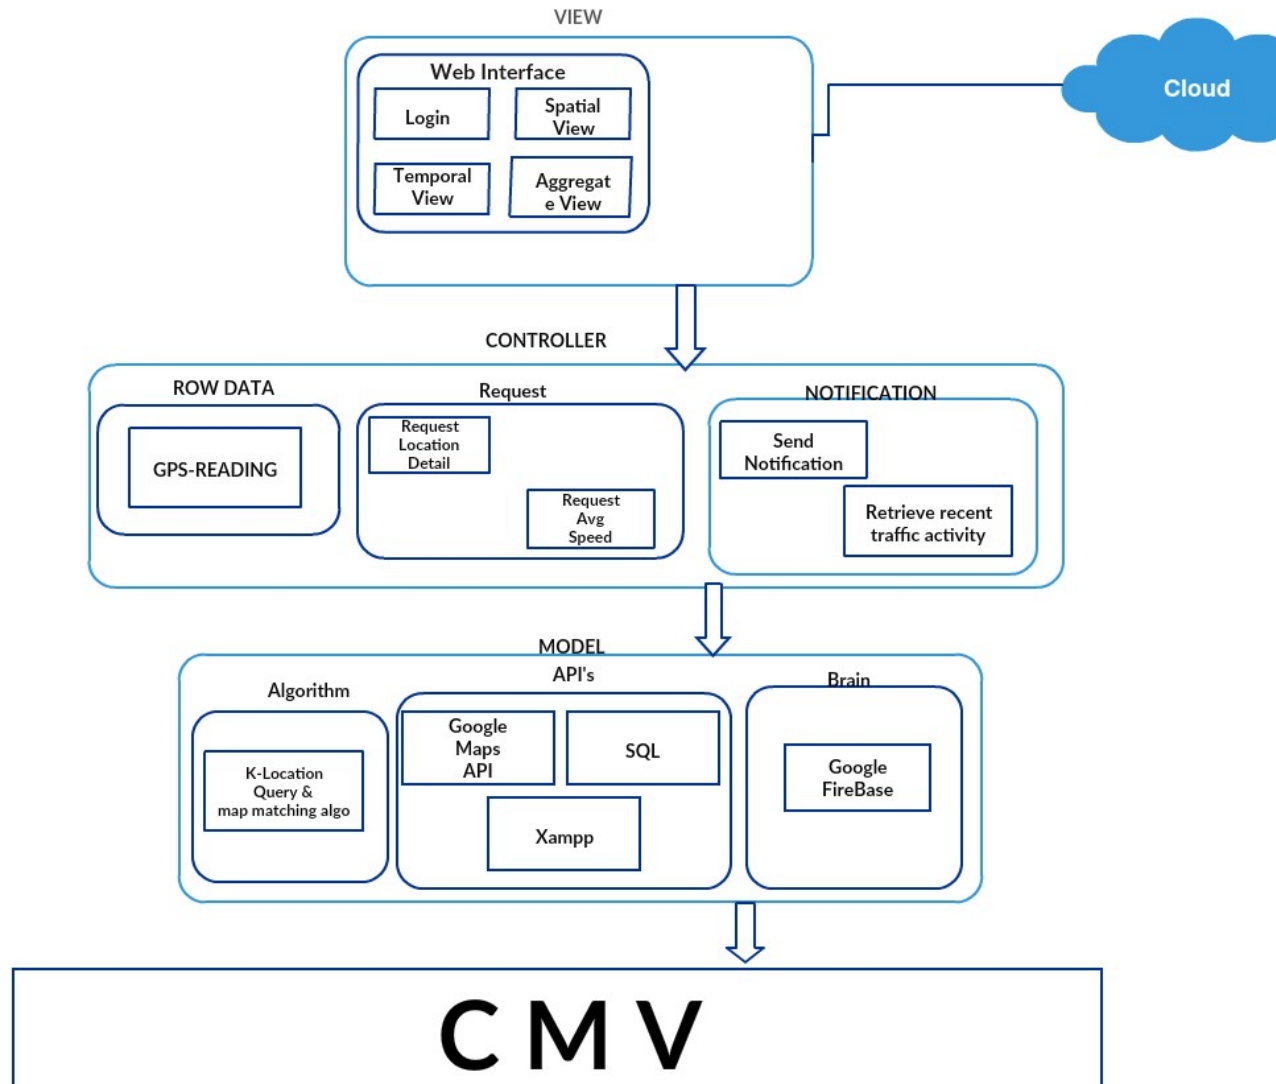 VIEW
Cloud
Web Interface
Login
Spatial
View
Temporal
View
Aggregat
e View
CONTROLLER
ROW DATA
GPS-READING
Request
Request
Location
Detail
Request
Avg
Speed
NOTIFICATION
Send
Notification
Retrieve recent
traffic activity
MODEL
Algorithm
K-Location
Query &
map matching algo
API's
Google
Maps
API
SQL
Xampp
Brain
Google
FireBase
C M V